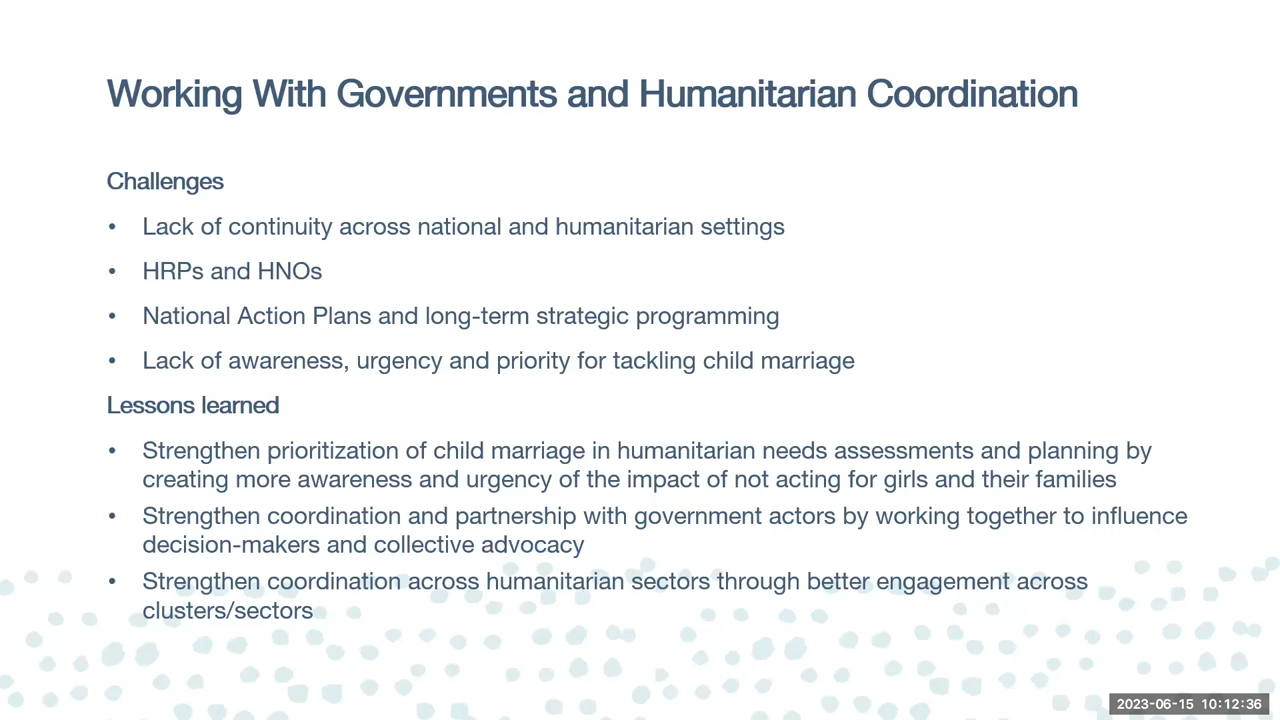 Working With Governments and Humanitarian Coordination
Challenges
• Lack of continuity across national and humanitarian settings
• HRPs and HNOs
• National Action Plans and long-term strategic programming
• Lack of awareness, urgency and priority for tackling child marriage
Lessons learned
• Strengthen prioritization of child marriage in humanitarian needs assessments and planning by
creating more awareness and urgency of the impact of not acting for girls and their families
• Strengthen coordination and partnership with government actors by working together to influence
decision-makers and collective advocacy
• Strengthen coordination across humanitarian sectors through better engagement across
clusters/sectors
2023-06-15 10:12:36